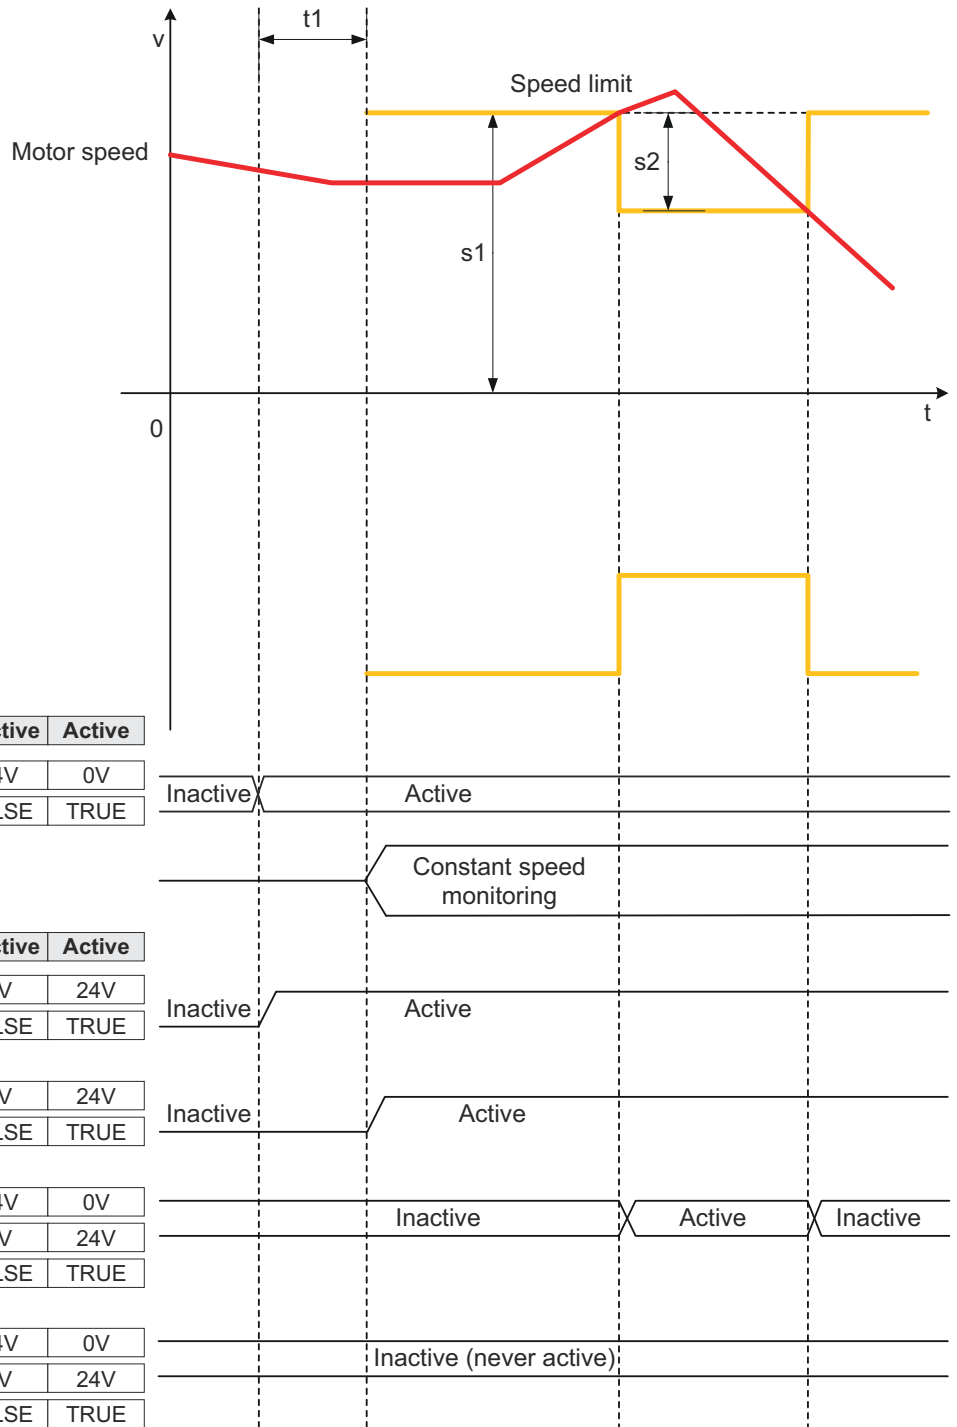 t1
v
Speed limit
Motor speed
s2
s1
t
0
Active
0V
TRUE
Inactive
Active
Constant speed
monitoring
Active
24V
TRUE
Inactive
Active
24V
TRUE
Inactive
Active
0V
24V
TRUE
Inactive
Active
Inactive
0V
24V
TRUE
Inactive (never active)